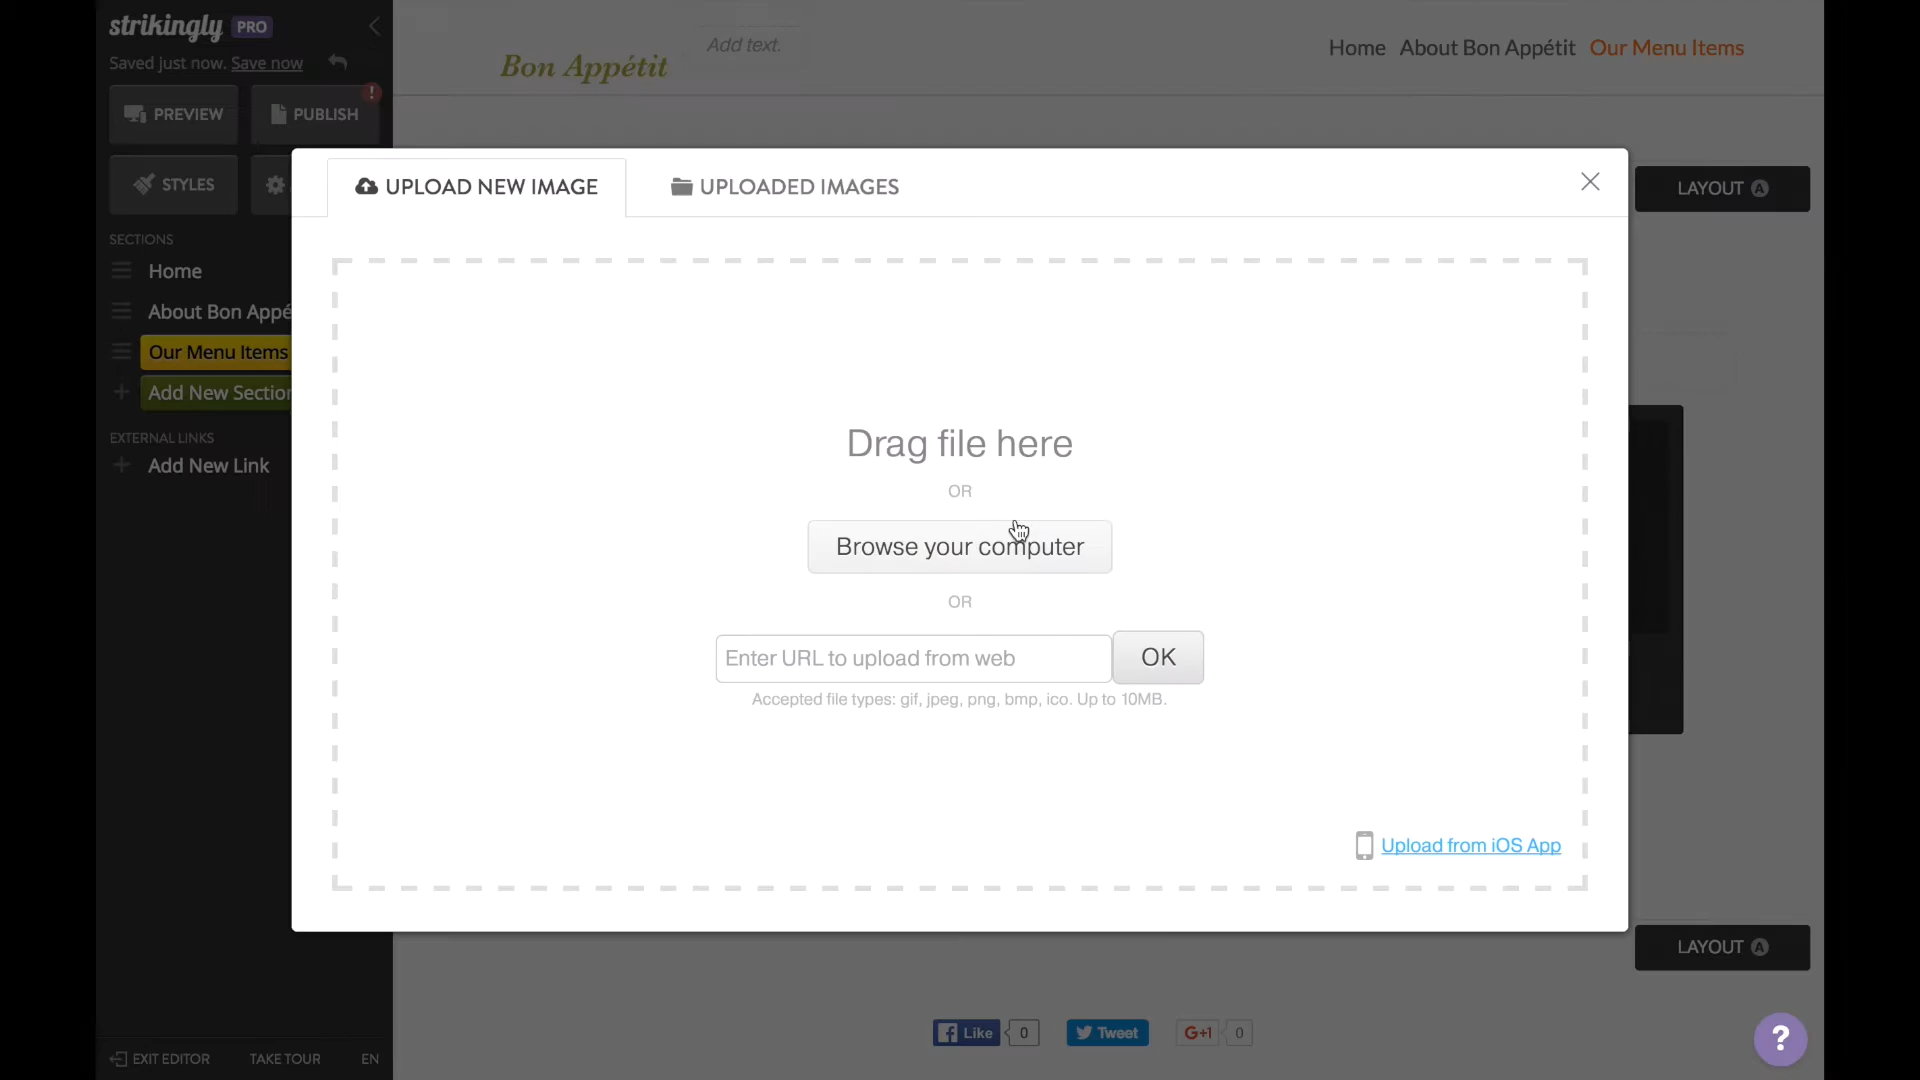 strikingly PRO
Saved just now. Save now
PREVIEW
PUBLISH !
STYLES
SECTIONS
Home
About Bon Appé
Our Menu Items
Add New Section
EXTERNAL LINKS
Add New Link
EXIT EDITOR TAKE TOUR EN
Bon Appétit
Add text.
Home About Bon Appétit Our Menu Items
LAYOUT A
UPLOAD NEW IMAGE
UPLOADED IMAGES
Drag file here
OR
Browse your computer
OR
Enter URL to upload from web
OK
Accepted file types: gif, jpeg, png, bmp, ico. Up to 10MB.
Upload from iOS App
LAYOUT A
Like 0
Tweet
G+1 0
?